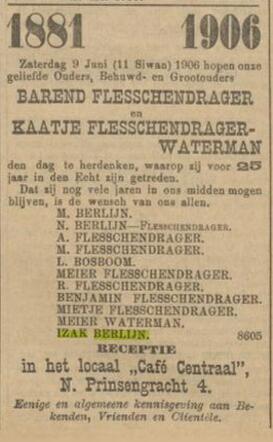 1881 1906
Zaterdag 9 Juni (11 Siwan) 1906 hopen onze
geliefde Ouders, Behuwd- en Grootouders
BAREND FLESSCHENDRAGER
en
KAATJE FLESSCHENDRAGER-
WATERMAN
den dag te herdenken, waarop zij voor 25
jaar in den Echt zijn getreden.
Dat zij nog vele jaren in ons midden mogen
blijven, is de wensch van ons allen.
M. BERLIJN.
N. BERLIJN—FLESSCHENDRAGER.
A. FLESSCHENDRAGER.
M. FLESSCHENDRAGER.
L. BOSBOOM.
MEIER FLESSCHENDRAGER.
R. FLESSCHENDRAGER.
BENJAMIN FLESSCHENDRAGER.
MIETJE FLESSCHENDRAGER.
MEIER WATERMAN.
IZAK BERLIJN. 8605
RECEPTIE
in het locaal „Café Centraal”,
N. Prinsengracht 4.
Eenige en algemeene kennisgeving aan Be-
kenden, Vrienden en Cliëntèle.